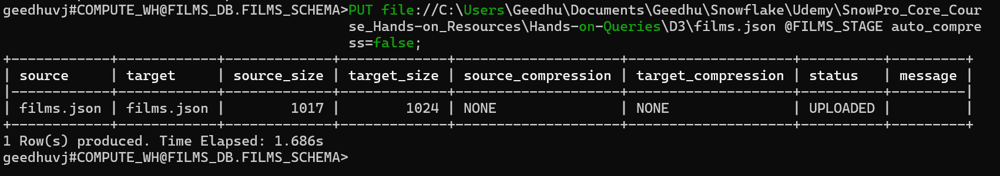 geedhuvj#COMPUTE_WH@FILMS_DB.FILMS_SCHEMA>PUT file://C:\Users\Geedhu\Documents\Geedhu\Snowflake\Udemy\SnowPro_Core_Cour
se_Hands-on_Resources\Hands-on-Queries\D3\films.json @FILMS_STAGE auto_compre
ss=false;
+------------+------------+-------------+-------------+--------------------+--------------------+----------+---------+
| source     | target     | source_size | target_size | source_compression | target_compression | status   | message |
|------------+------------+-------------+-------------+--------------------+--------------------+----------+---------|
| films.json | films.json |        1017 |        1024 | NONE               | NONE               | UPLOADED |         |
+------------+------------+-------------+-------------+--------------------+--------------------+----------+---------+
1 Row(s) produced. Time Elapsed: 1.686s
geedhuvj#COMPUTE_WH@FILMS_DB.FILMS_SCHEMA>